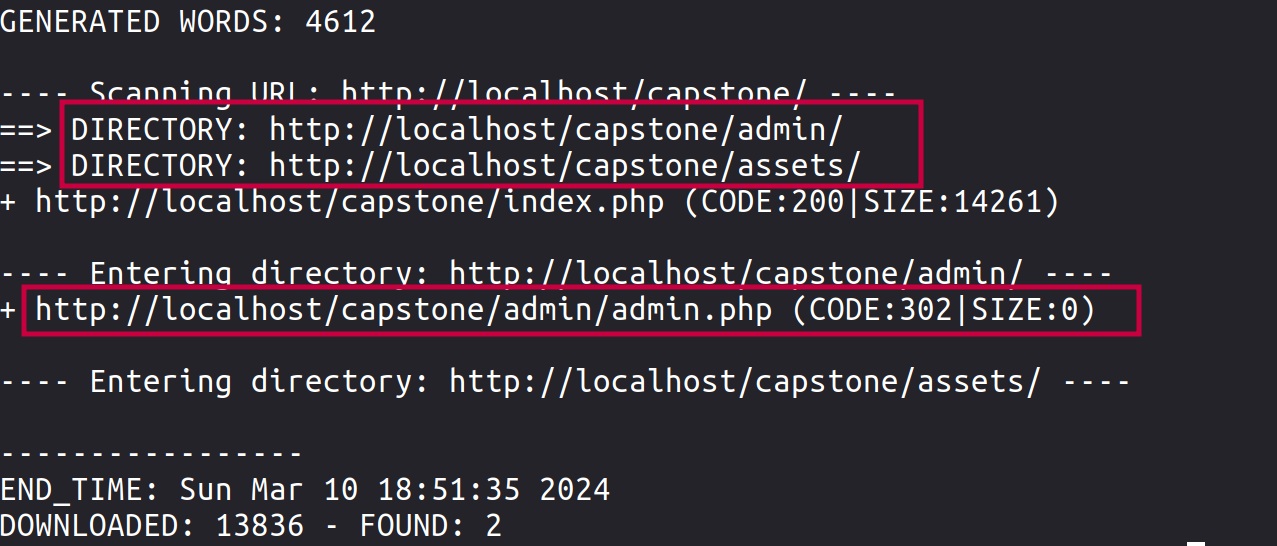 GENERATED WORDS: 4612
---- Scanning URL: http://localhost/capstone/ ----
==> DIRECTORY: http://localhost/capstone/admin/
==> DIRECTORY: http://localhost/capstone/assets/
+ http://localhost/capstone/index.php (CODE:200|SIZE:14261)
---- Entering directory: http://localhost/capstone/admin/ ----
+ http://localhost/capstone/admin/admin.php (CODE:302|SIZE:0)
---- Entering directory: http://localhost/capstone/assets/ ----
-----------------
END_TIME: Sun Mar 10 18:51:35 2024
DOWNLOADED: 13836 - FOUND: 2